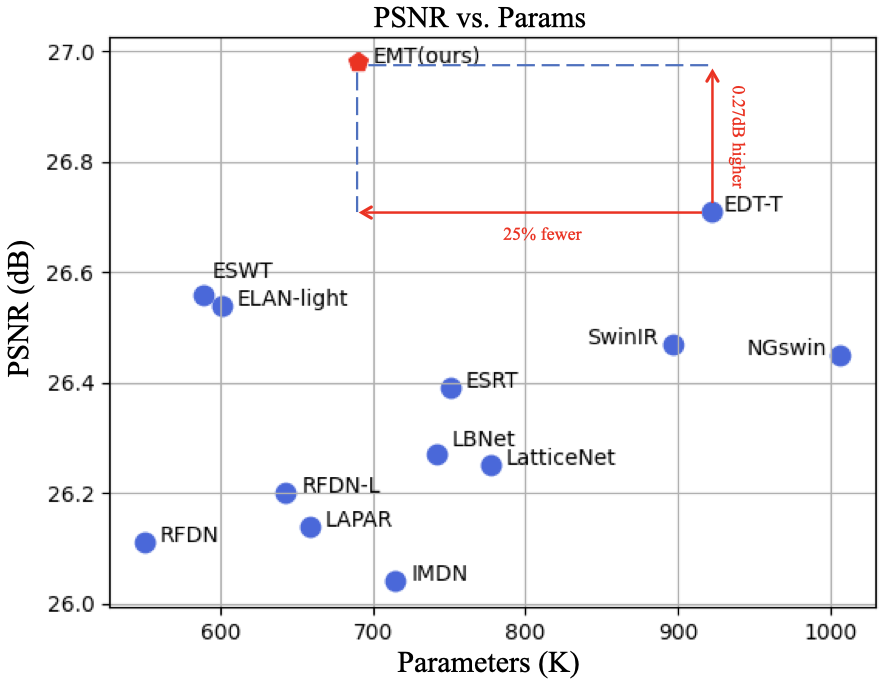 PSNR vs. Params
27.0
EMT(ours)
0.27dB higher
26.8
EDT-T
25% fewer
26.6
ESWT
ELAN-light
SwinIR
NGswin
PSNR (dB)
26.4
ESRT
LBNet
LatticeNet
26.2
RFDN-L
LAPAR
RFDN
IMDN
26.0
600 700 800 900 1000
Parameters (K)